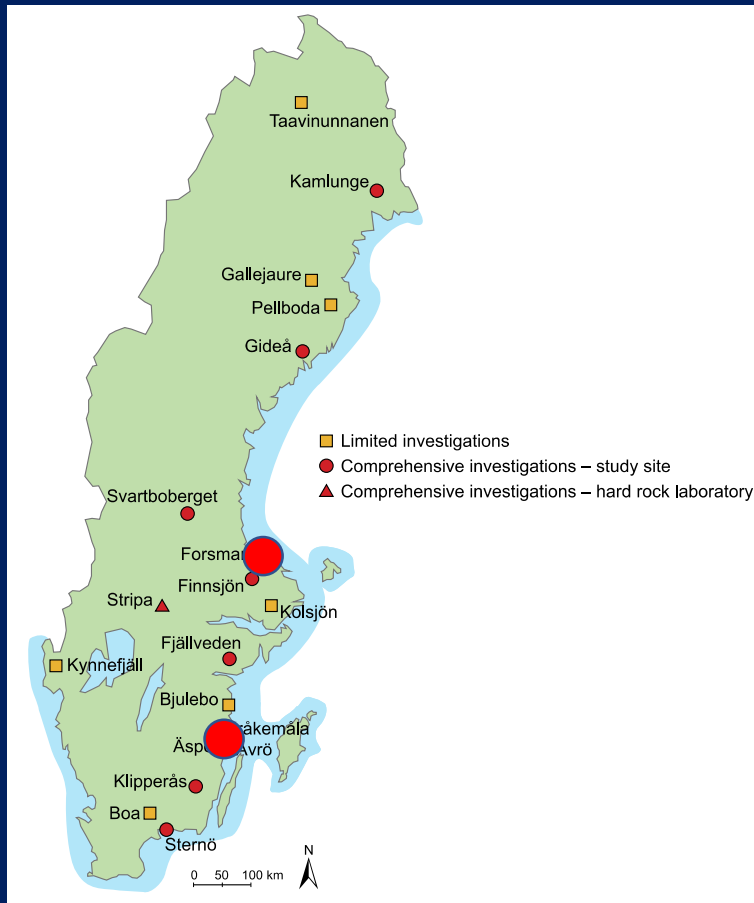 Taavinunnanen
Kamlunge
Gallejaure
Pellboda
Gideå
Limited investigations
Comprehensive investigations – study site
Comprehensive investigations – hard rock laboratory
Svartboberget
Finnsjön
Stripa
Kolsjön
Fjällveden
Kynnefjäll
Bjulebo
Ävrö
Klipperås
Boa
Sternö
N
0 50 100 km